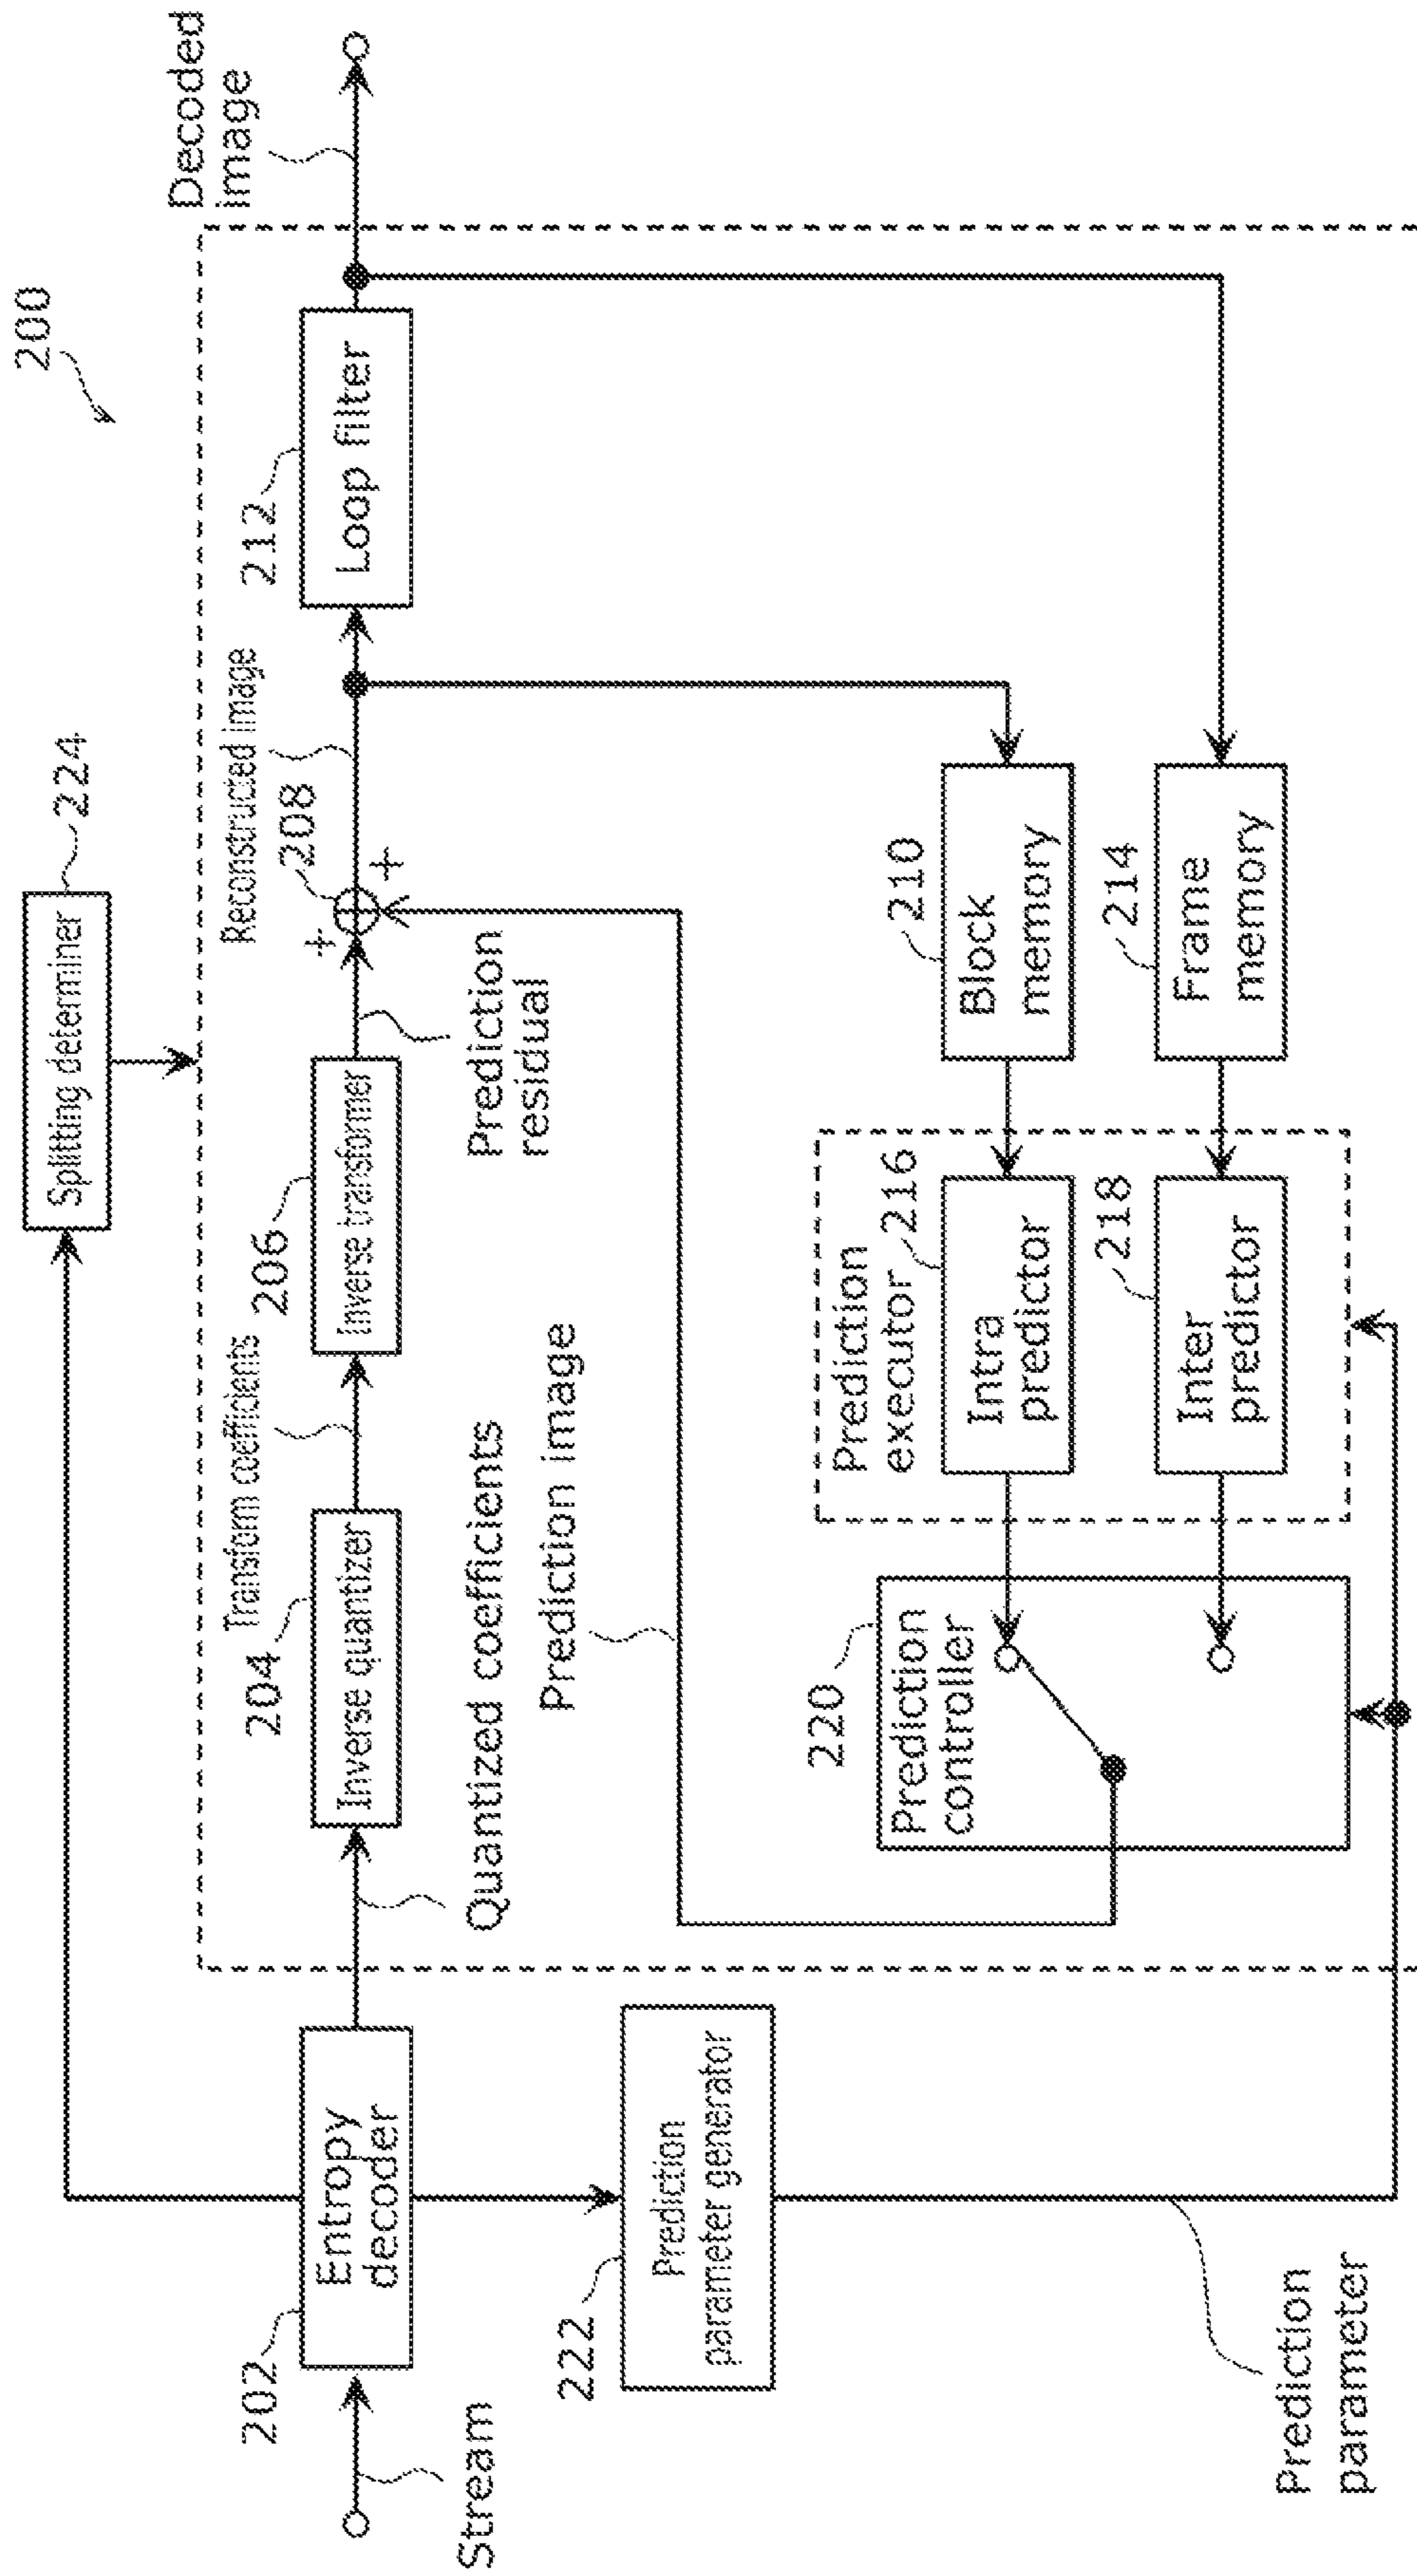 200
224
Splitting determiner
Decoded
image
202
Entropy
decoder
Stream
204
Inverse quantizer
Quantized coefficients
Transform coefficients
206
Inverse transformer
Prediction
residual
+
+
208
Reconstructed image
212
Loop filter
Prediction image
222
Prediction
parameter generator
220
Prediction
controller
Prediction
executor
216
Intra
predictor
210
Block
memory
218
Inter
predictor
214
Frame
memory
Prediction
parameter